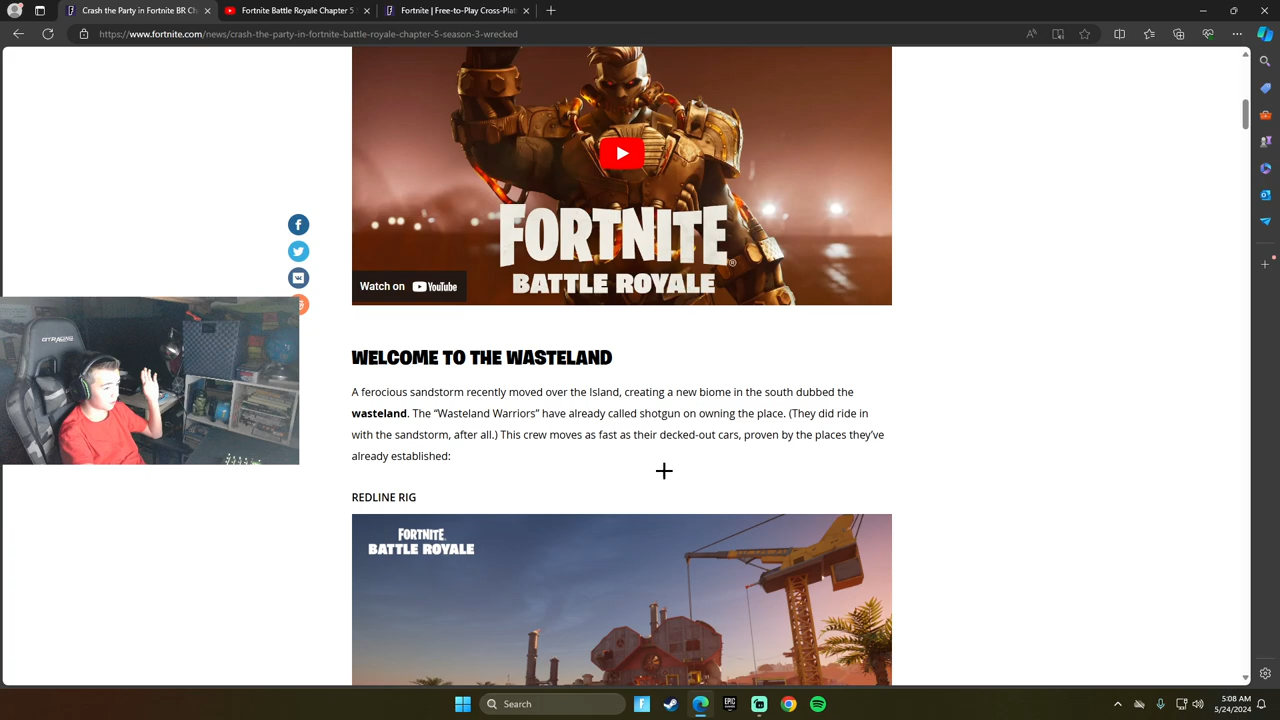 Crash the Party in Fortnite BR Ch
Fortnite Battle Royale Chapter 5
Fortnite | Free-to-Play Cross-Plat
https://www.fortnite.com/news/crash-the-party-in-fortnite-battle-royale-chapter-5-season-3-wrecked
FORTNITE
BATTLE ROYALE
Watch on YouTube
WELCOME TO THE WASTELAND
A ferocious sandstorm recently moved over the Island, creating a new biome in the south dubbed the
wasteland. The “Wasteland Warriors” have already called shotgun on owning the place. (They did ride in
with the sandstorm, after all.) This crew moves as fast as their decked-out cars, proven by the places they’ve
already established:
REDLINE RIG
FORTNITE
BATTLE ROYALE
GTRACING
Search
5:08 AM
5/24/2024